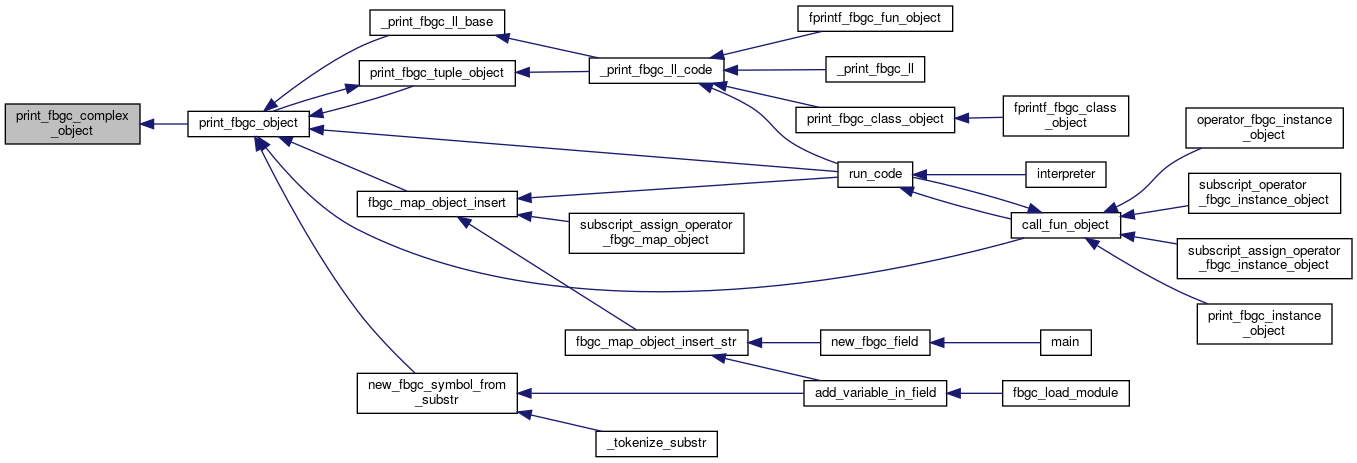 print_fbgc_complex
_object
print_fbgc_object
_print_fbgc_ll_base
print_fbgc_tuple_object
fbgc_map_object_insert
new_fbgc_symbol_from
_substr
_print_fbgc_ll_code
subscript_assign_operator
_fbgc_map_object
fbgc_map_object_insert_str
_tokenize_substr
fprintf_fbgc_fun_object
_print_fbgc_ll
print_fbgc_class_object
run_code
new_fbgc_field
add_variable_in_field
fprintf_fbgc_class
_object
interpreter
call_fun_object
main
fbgc_load_module
operator_fbgc_instance
_object
subscript_operator
_fbgc_instance_object
subscript_assign_operator
_fbgc_instance_object
print_fbgc_instance
_object